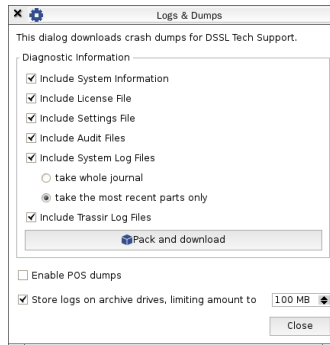 Logs & Dumps
This dialog downloads crash dumps for DSSL Tech Support.
Diagnostic Information
Include System Information
Include License File
Include Settings File
Include Audit Files
Include System Log Files
take whole journal
take the most recent parts only
Include Trassir Log Files
Pack and download
Enable POS dumps
Store logs on archive drives, limiting amount to 100 MB
Close